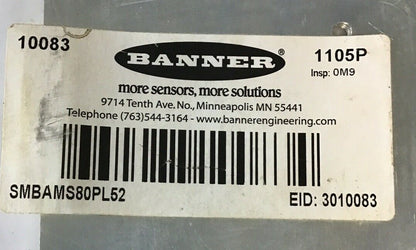 10083
BANNER
®
1105P
Insp: 0M9
more sensors, more solutions
9714 Tenth Ave. No., Minneapolis MN 55441
Telephone (763)544-3164 - www.bannerengineering.com
SMBAMS80PL52
EID: 3010083